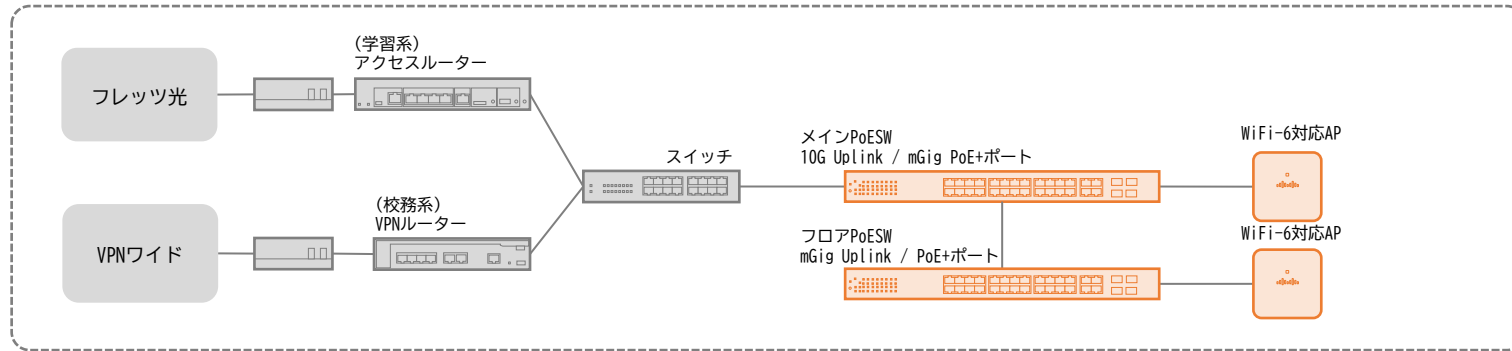 (学習系)
アクセスルーター
フレッツ光
スイッチ
メインPoESW
10G Uplink / mGig PoE+ポート
WiFi-6対応AP
(校務系)
VPNルーター
VPNワイド
フロアPoESW
mGig Uplink / PoE+ポート
WiFi-6対応AP